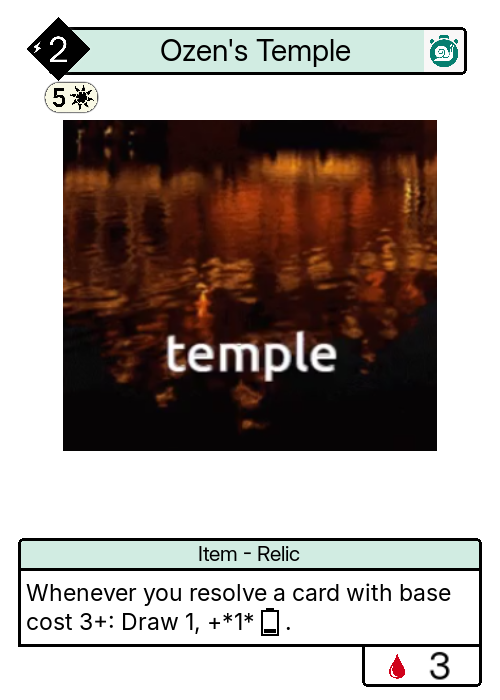 2
Ozen's Temple
5
temple
Item - Relic
Whenever you resolve a card with base
cost 3+: Draw 1, +*1* .
3